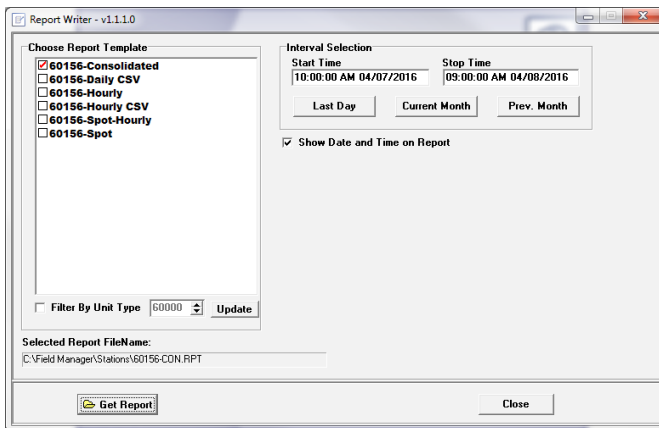 Report Writer - v1.1.1.0
Choose Report Template
60156-Consolidated
60156-Daily CSV
60156-Hourly
60156-Hourly CSV
60156-Spot-Hourly
60156-Spot
Filter By Unit Type 60000 Update
Selected Report FileName:
C:\Field Manager\Stations\60156-CON.RPT
Interval Selection
Start Time Stop Time
10:00:00 AM 04/07/2016 09:00:00 AM 04/08/2016
Last Day Current Month Prev. Month
Show Date and Time on Report
Get Report Close